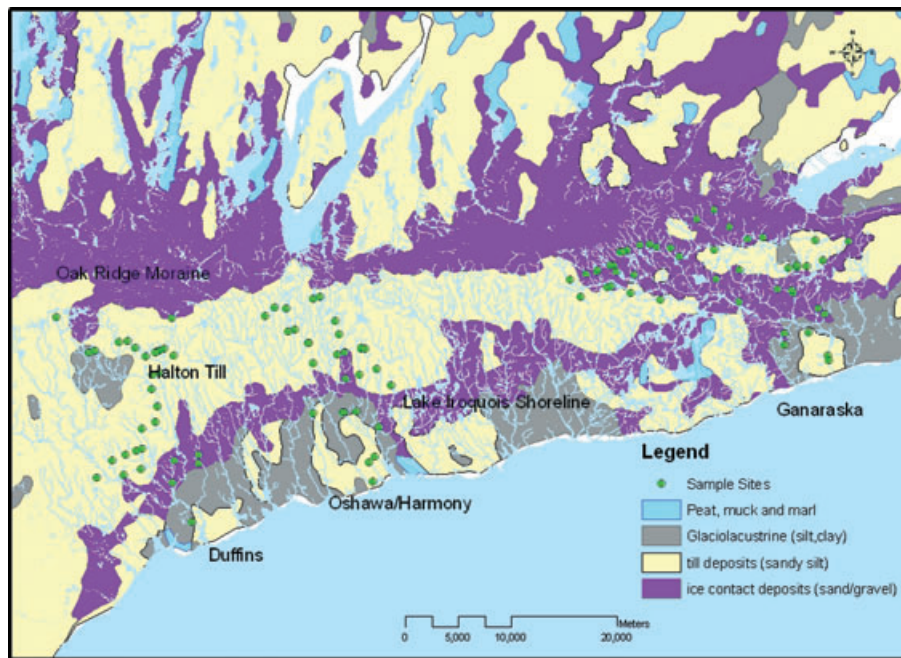 N
W
E
S
Oak Ridge Moraine
Halton Till
Lake Iroquois Shoreline
Ganaraska
Oshawa/Harmony
Duffins
Legend
Sample Sites
Peat, muck and marl
Glaciolacustrine (silt,clay)
till deposits (sandy silt)
ice contact deposits (sand/gravel)
Meters
0 5,000 10,000 20,000